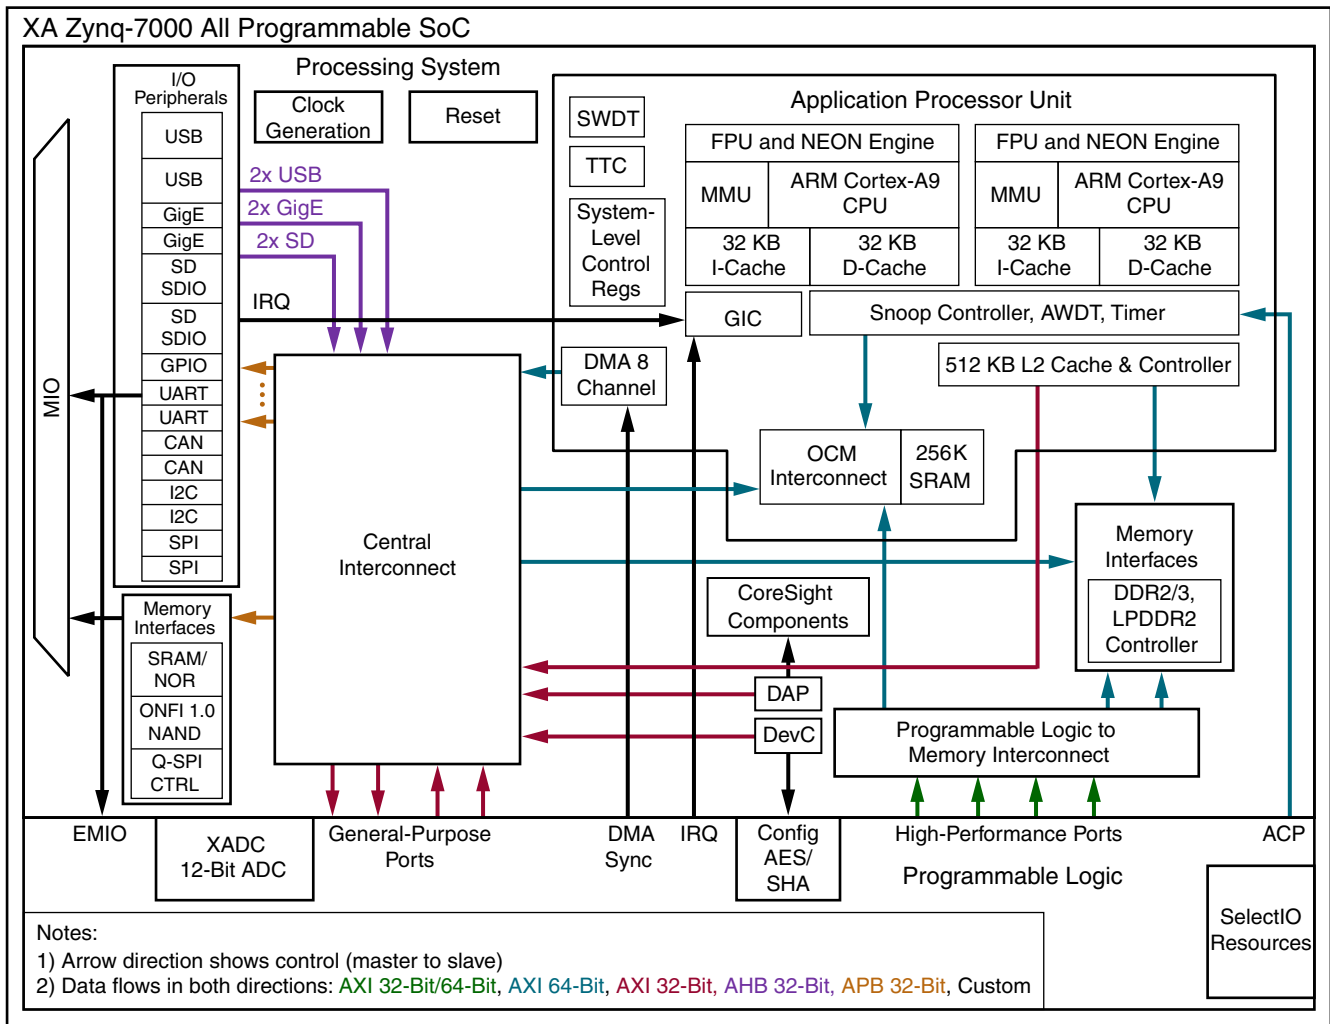 XA Zynq-7000 All Programmable SoC
Processing System
I/O
Peripherals
USB
USB
GigE
GigE
SD
SDIO
SD
SDIO
GPIO
UART
UART
CAN
CAN
I2C
I2C
SPI
SPI
MIO
Clock
Generation
Reset
2x USB
2x GigE
2x SD
IRQ
Application Processor Unit
SWDT
TTC
System-
Level
Control
Regs
FPU and NEON Engine
MMU
ARM Cortex-A9
CPU
32 KB
I-Cache
32 KB
D-Cache
FPU and NEON Engine
MMU
ARM Cortex-A9
CPU
32 KB
I-Cache
32 KB
D-Cache
GIC
Snoop Controller, AWDT, Timer
DMA 8
Channel
512 KB L2 Cache & Controller
OCM
Interconnect
256K
SRAM
Central
Interconnect
Memory
Interfaces
DDR2/3,
LPDDR2
Controller
CoreSight
Components
DAP
DevC
Programmable Logic to
Memory Interconnect
Memory
Interfaces
SRAM/
NOR
ONFI 1.0
NAND
Q-SPI
CTRL
EMIO
XADC
12-Bit ADC
General-Purpose
Ports
DMA
Sync
IRQ
Config
AES/
SHA
High-Performance Ports
ACP
Programmable Logic
SelectIO
Resources
Notes:
1) Arrow direction shows control (master to slave)
2) Data flows in both directions: AXI 32-Bit/64-Bit, AXI 64-Bit, AXI 32-Bit, AHB 32-Bit, APB 32-Bit, Custom